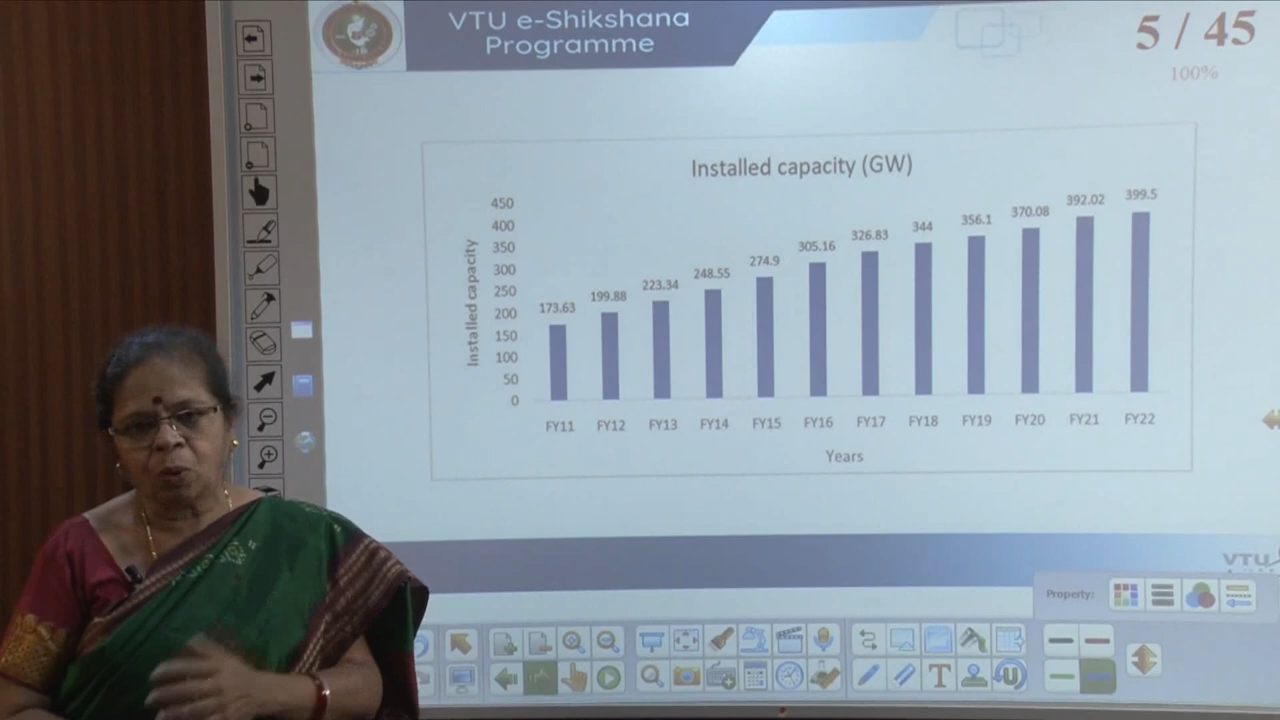 VTU e-Shikshana
Programme
5 / 45
100%
Installed capacity (GW)
Installed capacity
450
400
350
300
250
200
150
100
50
0
173.63
199.88
223.34
248.55
274.9
305.16
326.83
344
356.1
370.08
392.02
399.5
FY11 FY12 FY13 FY14 FY15 FY16 FY17 FY18 FY19 FY20 FY21 FY22
Years
VTU
Property: